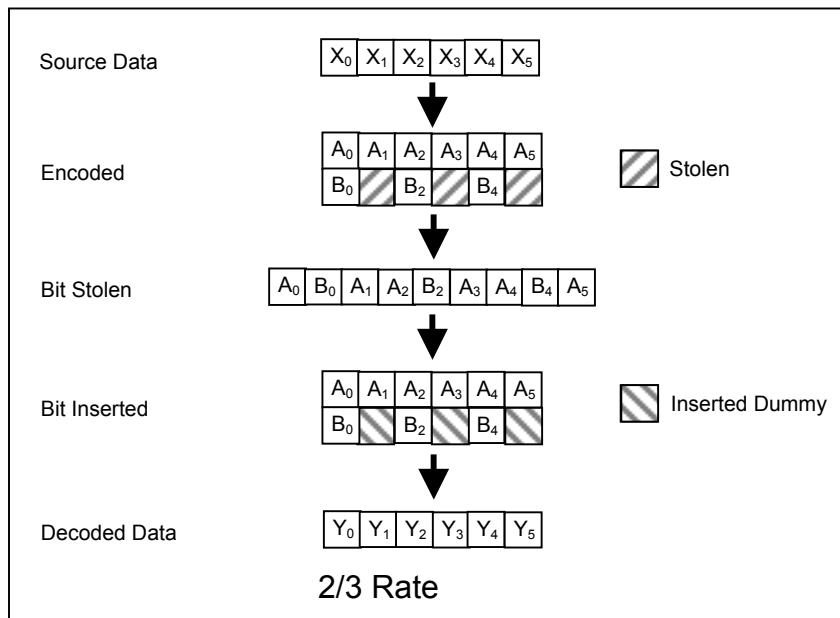 Source Data
X0 X1 X2 X3 X4 X5
Encoded
A0 A1 A2 A3 A4 A5
B0 B2 B4
Stolen
Bit Stolen
A0 B0 A1 A2 B2 A3 A4 B4 A5
Bit Inserted
A0 A1 A2 A3 A4 A5
B0 B2 B4
Inserted Dummy
Decoded Data
Y0 Y1 Y2 Y3 Y4 Y5
2/3 Rate